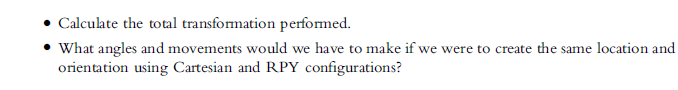 • Calculate the total transformation performed.
• What angles and movements would we have to make if we were to create the same location and
orientation using Cartesian and RPY configurations?